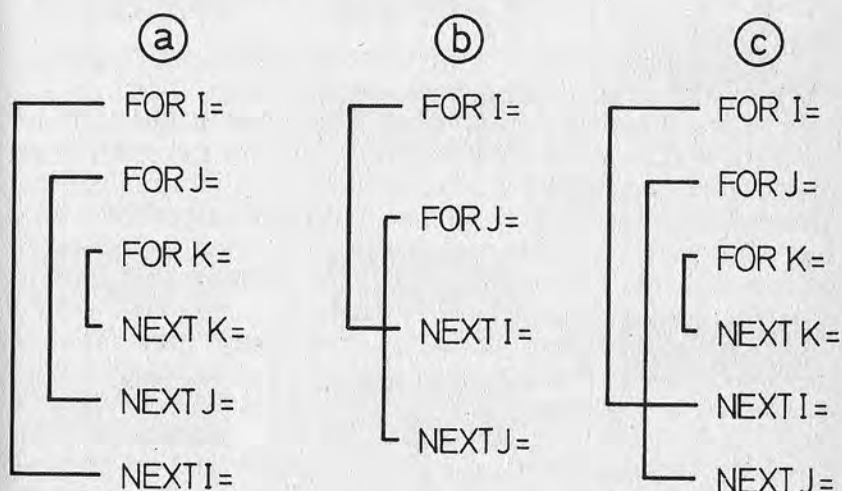 a
FOR I=
FOR J=
FOR K=
NEXT K=
NEXT J=
NEXT I=
b
FOR I=
FOR J=
NEXT I=
NEXT J=
c
FOR I=
FOR J=
FOR K=
NEXT K=
NEXT I=
NEXT J=